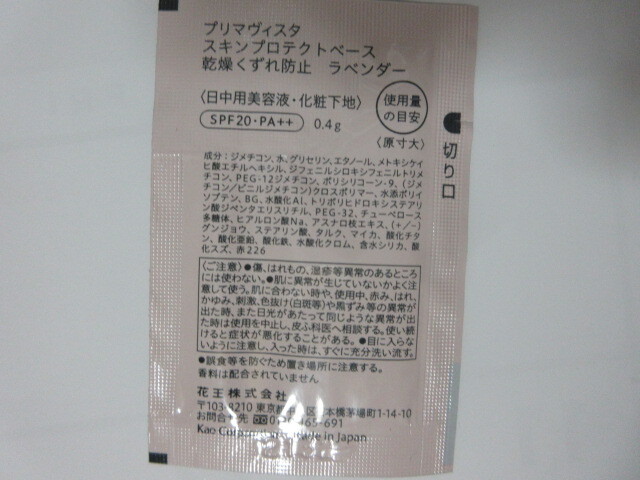 プリマヴィスタ
スキンプロテクトベース
乾燥くずれ防止 ラベンダー
〈日中用美容液・化粧下地〉
SPF20・PA++ 0.4g
使用量
の目安
〈原寸大〉
切り口
成分：ジメチコン、水、グリセリン、エタノール、メトキシケイ
ヒ酸エチルヘキシル、ジフェニルシロキシフェニルトリメ
チコン、PEG-12ジメチコン、ポリシリコーン-9、(ジメ
チコン/ビニルジメチコン)クロスポリマー、水添ポリイ
ソブテン、BG、水酸化Al、トリポリヒドロキシステアリ
ン酸ジペンタエリスリチル、PEG-32、チューベロース
多糖体、ヒアルロン酸Na、アスナロ枝エキス、(+/-)
グンジョウ、ステアリン酸、タルク、マイカ、酸化チタ
ン、酸化亜鉛、酸化鉄、水酸化クロム、含水シリカ、酸
化スズ、赤226
〈ご注意〉●傷、はれもの、湿疹等異常のあるところ
には使わない。●肌に異常が生じていないかよく注
意して使う。肌に合わない時や、使用中、赤み、はれ、
かゆみ、刺激、色抜け(白斑等)や黒ずみ等の異常が
出た時、また日光があたって同じような異常が出
た時は使用を中止し、皮ふ科医へ相談する。使い続
けると症状が悪化することがある。●目に入らな
いように注意し、入った時は、すぐに充分洗い流す。
●誤食等を防ぐため置き場所に注意する。
香料は配合されていません
花王株式会社
〒103-8210 東京都 区 本橋茅場町1-14-10
お問合せ先 465-691
Kao Made in Japan